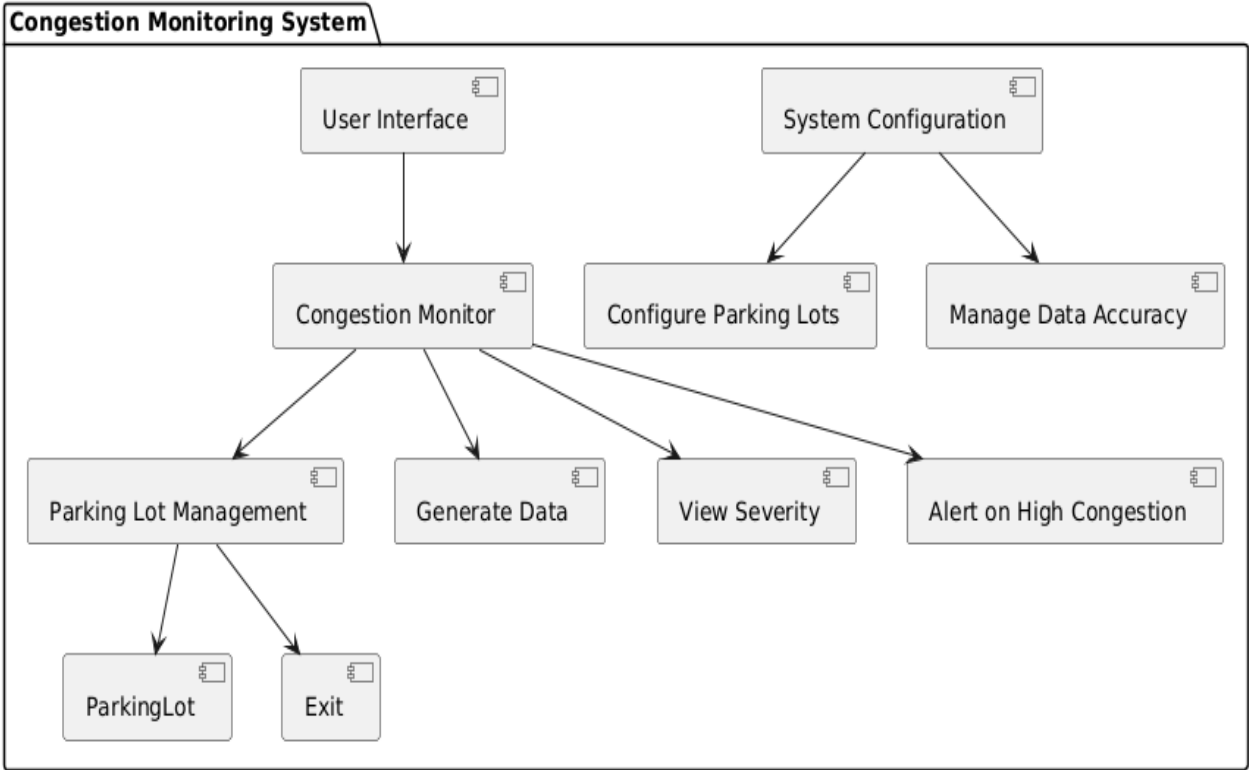 Congestion Monitoring System
User Interface
System Configuration
Congestion Monitor
Configure Parking Lots
Manage Data Accuracy
Parking Lot Management
Generate Data
View Severity
Alert on High Congestion
ParkingLot
Exit